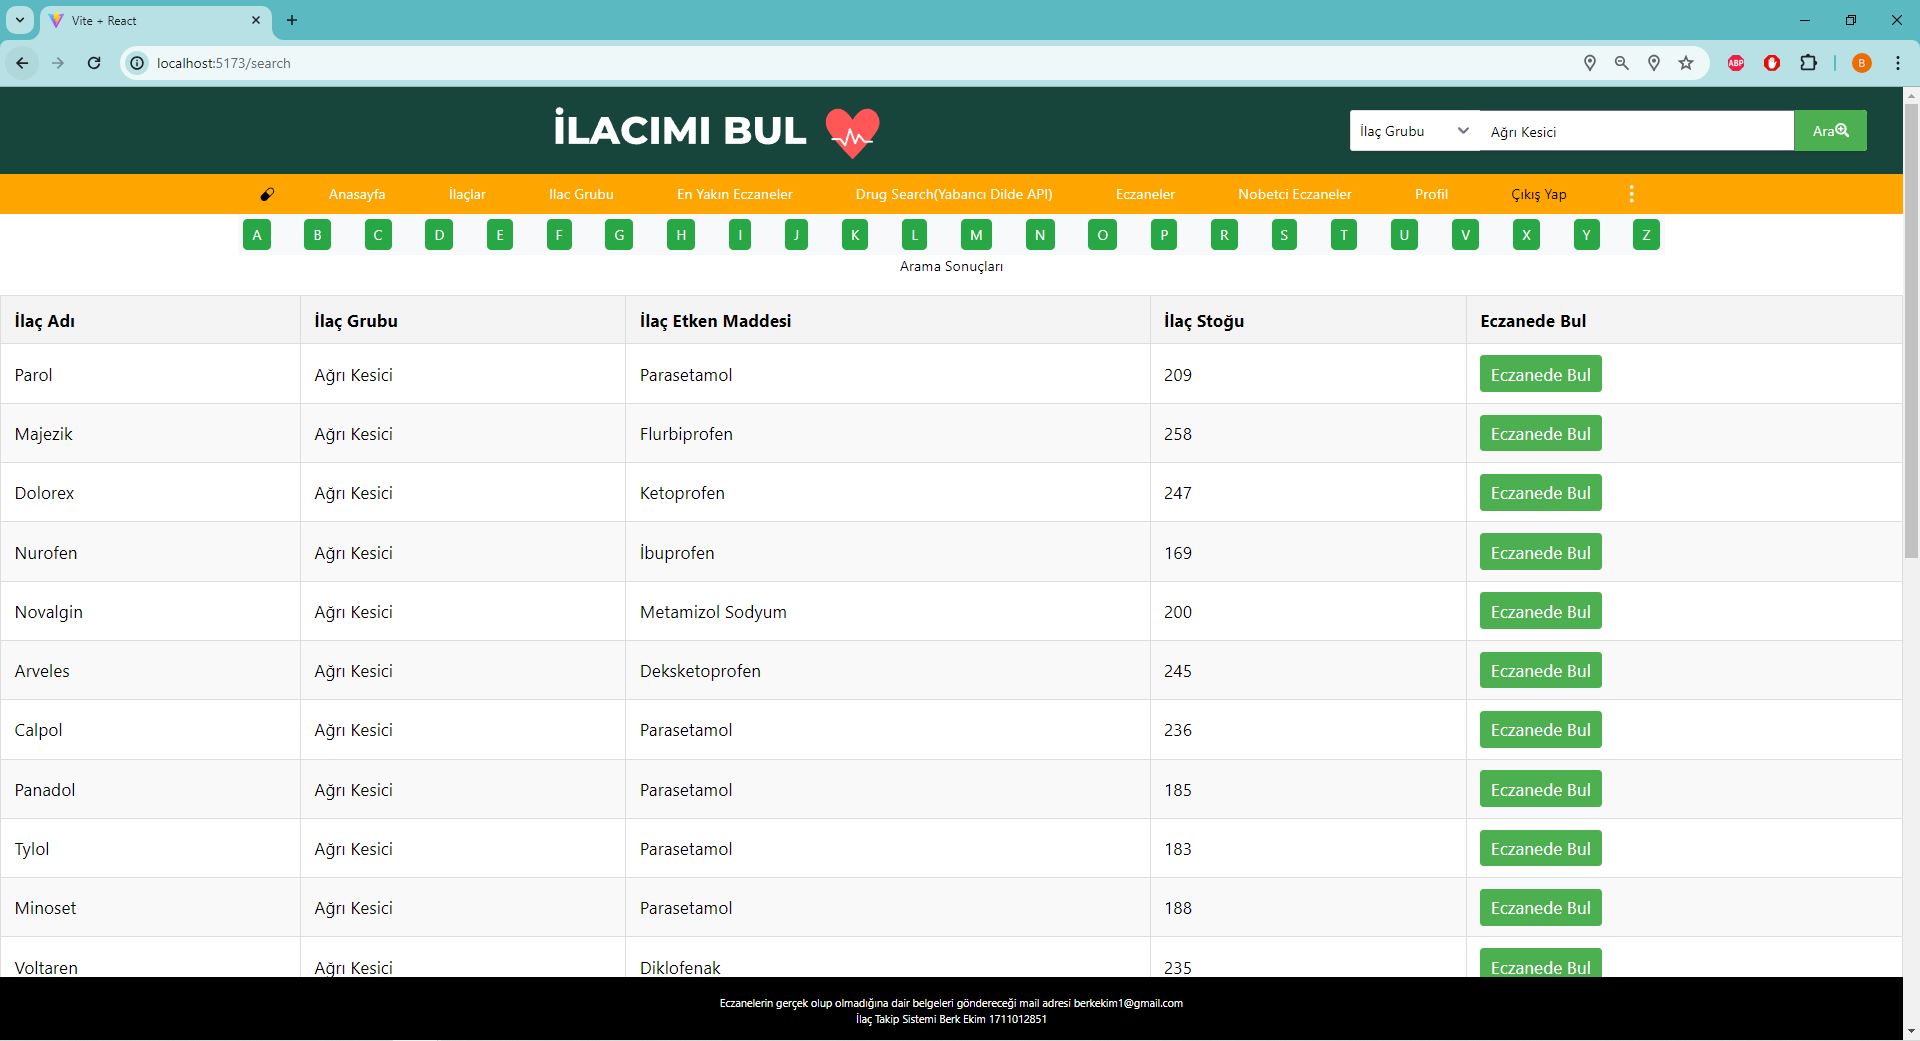 Vite + React
localhost:5173/search
ABP
B
İLACIMI BUL
İlaç Grubu
Ağrı Kesici
Ara
Anasayfa İlaçlar Ilac Grubu En Yakın Eczaneler Drug Search(Yabancı Dilde API) Eczaneler Nobetci Eczaneler Profil Çıkış Yap
A B C D E F G H I J K L M N O P R S T U V X Y Z
Arama Sonuçları
İlaç Adı İlaç Grubu İlaç Etken Maddesi İlaç Stoğu Eczanede Bul
Parol Ağrı Kesici Parasetamol 209 Eczanede Bul
Majezik Ağrı Kesici Flurbiprofen 258 Eczanede Bul
Dolorex Ağrı Kesici Ketoprofen 247 Eczanede Bul
Nurofen Ağrı Kesici İbuprofen 169 Eczanede Bul
Novalgin Ağrı Kesici Metamizol Sodyum 200 Eczanede Bul
Arveles Ağrı Kesici Deksketoprofen 245 Eczanede Bul
Calpol Ağrı Kesici Parasetamol 236 Eczanede Bul
Panadol Ağrı Kesici Parasetamol 185 Eczanede Bul
Tylol Ağrı Kesici Parasetamol 183 Eczanede Bul
Minoset Ağrı Kesici Parasetamol 188 Eczanede Bul
Voltaren Ağrı Kesici Diklofenak 235 Eczanede Bul
Eczanelerin gerçek olup olmadığına dair belgeleri göndereceği mail adresi berkekim1@gmail.com
İlaç Takip Sistemi Berk Ekim 1711012851